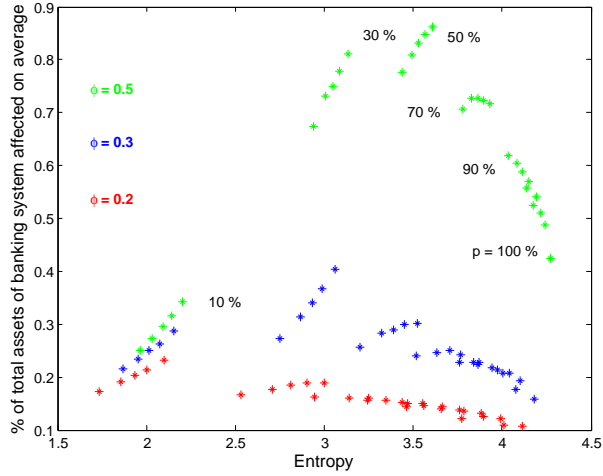 0.9
0.8
0.7
0.6
0.5
0.4
0.3
0.2
0.1
% of total assets of banking system affected on average
30 %
50 %
ϕ = 0.5
70 %
ϕ = 0.3
90 %
ϕ = 0.2
p = 100 %
10 %
1.5 2 2.5 3 3.5 4 4.5
Entropy